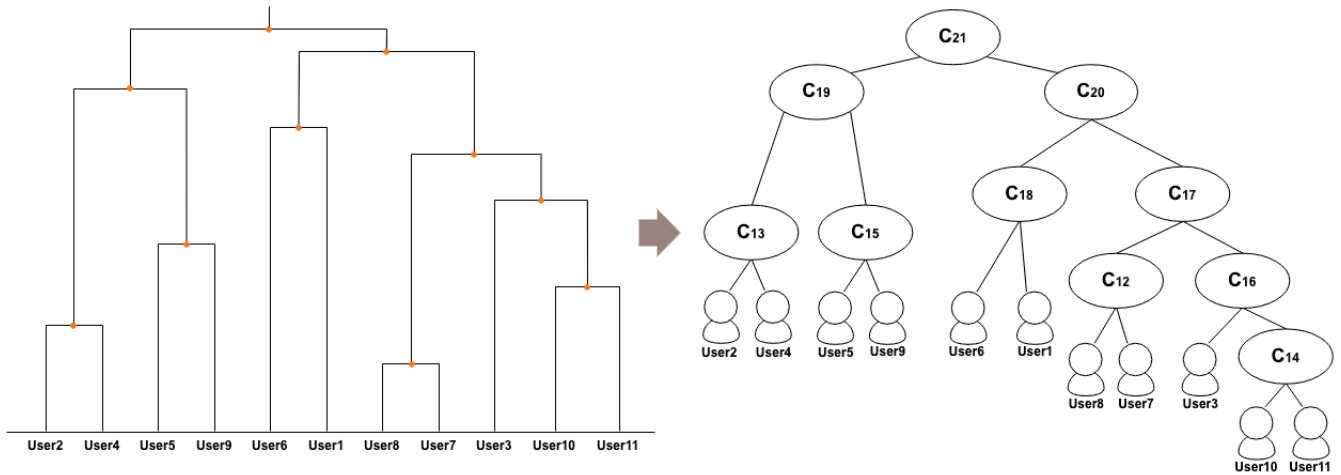 C21
C19
C20
C18
C17
C13
C15
C12
C16
User2 User4 User5 User9 User6 User1
C14
User8 User7 User3
User2 User4 User5 User9 User6 User1 User8 User7 User3 User10 User11
User10 User11